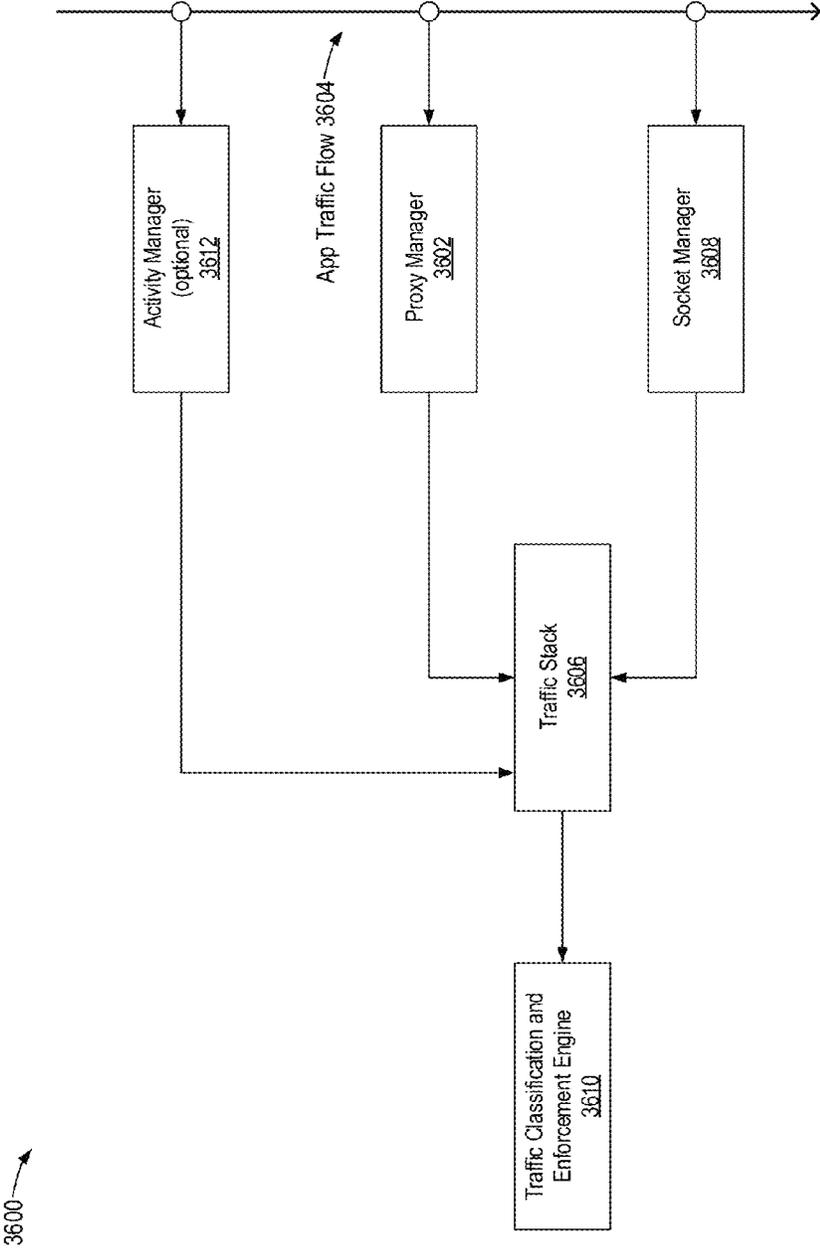 3600
App Traffic Flow 3604
Activity Manager
(optional)
3612
Proxy Manager
3602
Socket Manager
3608
Traffic Stack
3606
Traffic Classification and
Enforcement Engine
3610